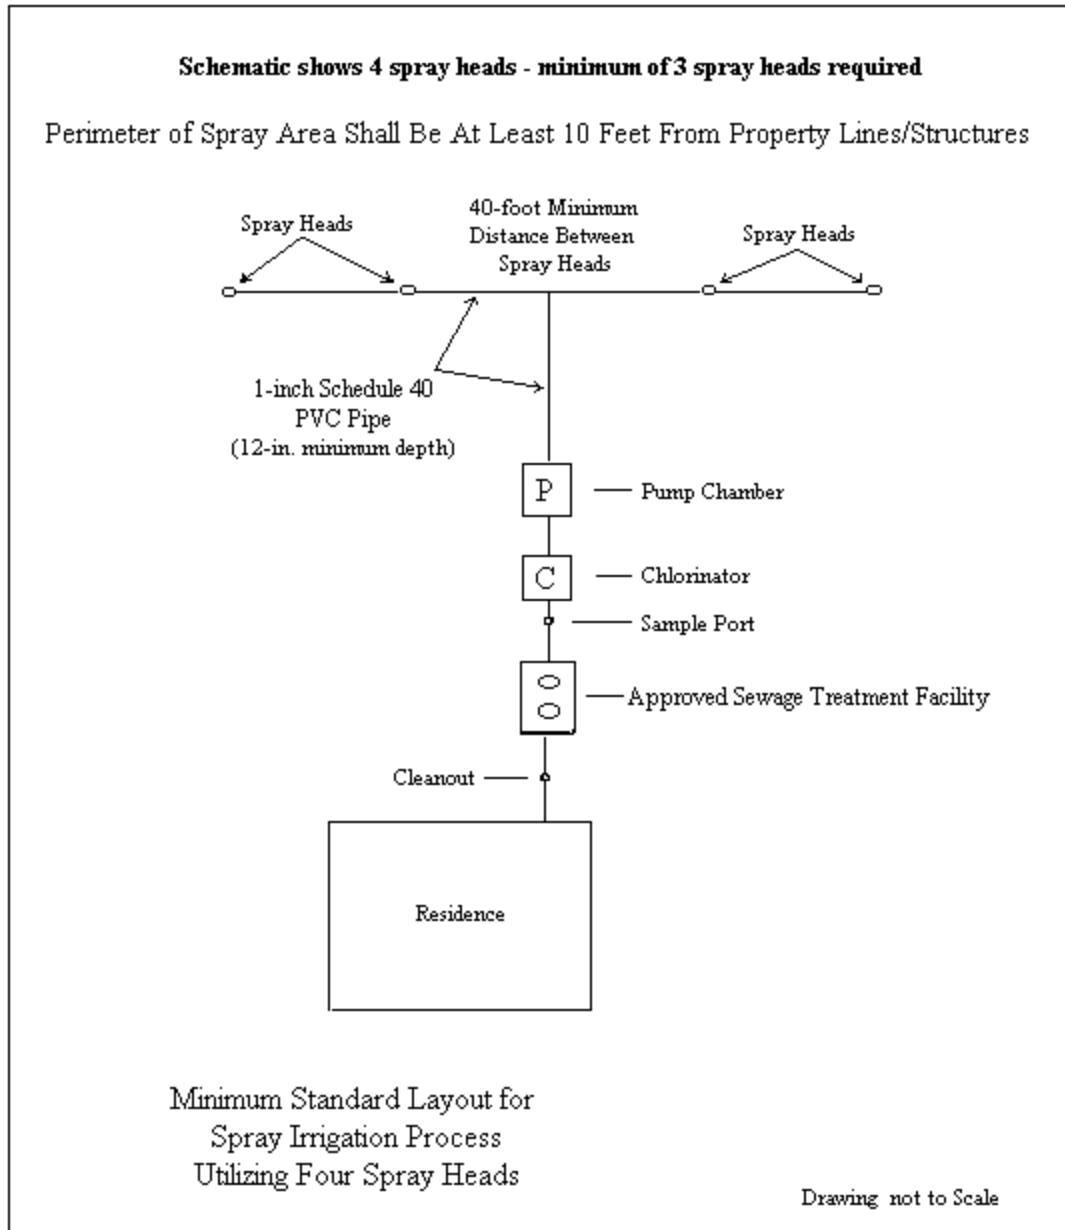 Schematic shows 4 spray heads - minimum of 3 spray heads required
Perimeter of Spray Area Shall Be At Least 10 Feet From Property Lines/Structures
Spray Heads
40-foot Minimum
Distance Between
Spray Heads
Spray Heads
1-inch Schedule 40
PVC Pipe
(12-in. minimum depth)
P
Pump Chamber
C
Chlorinator
Sample Port
Approved Sewage Treatment Facility
Cleanout
Residence
Minimum Standard Layout for
Spray Irrigation Process
Utilizing Four Spray Heads
Drawing not to Scale